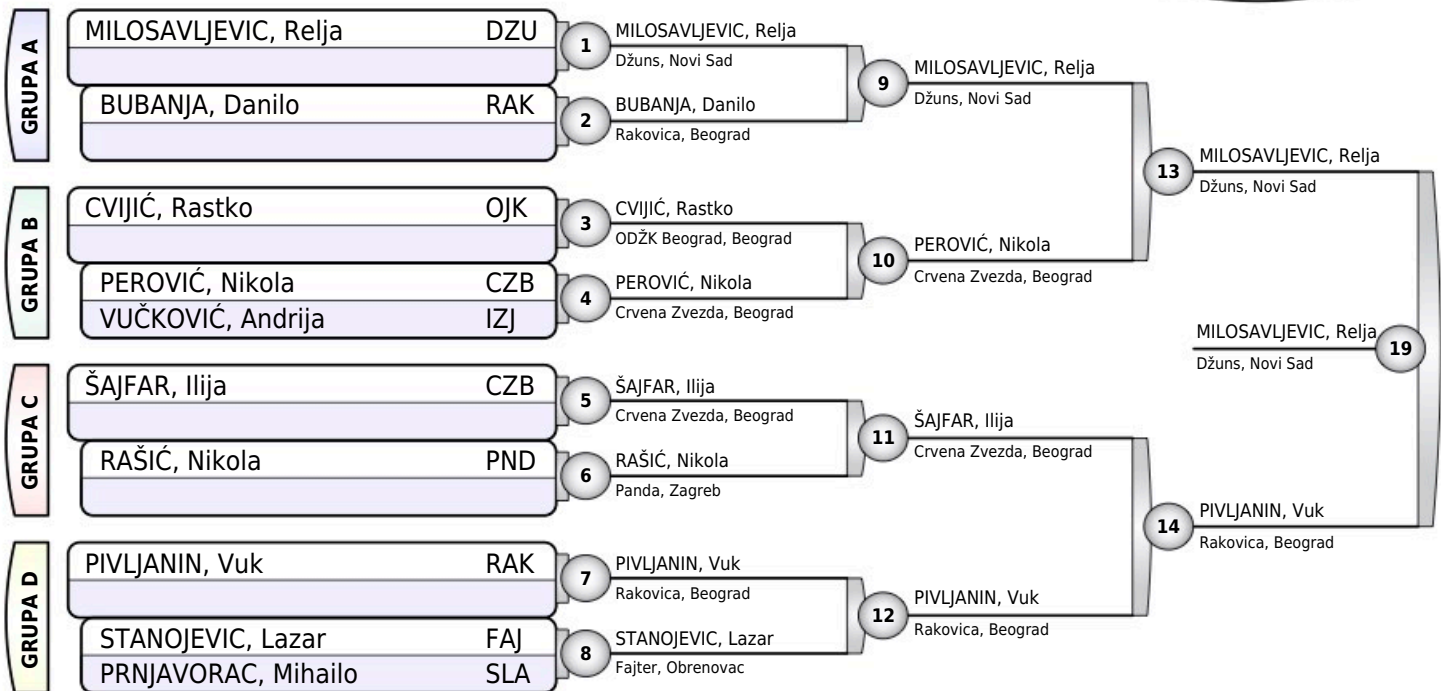 GRUPA A
MILOSAVLJEVIC, Relja DZU
BUBANJA, Danilo RAK
GRUPA B
CVIJIĆ, Rastko OJK
PEROVIĆ, Nikola CZB
VUČKOVIĆ, Andrija IZJ
GRUPA C
ŠAJFAR, Ilija CZB
RAŠIĆ, Nikola PND
GRUPA D
PIVLJANIN, Vuk RAK
STANOJEVIC, Lazar FAJ
PRNJAVORAC, Mihailo SLA
1
MILOSAVLJEVIC, Relja
Džuns, Novi Sad
2
BUBANJA, Danilo
Rakovica, Beograd
3
CVIJIĆ, Rastko
ODŽK Beograd, Beograd
4
PEROVIĆ, Nikola
Crvena Zvezda, Beograd
5
ŠAJFAR, Ilija
Crvena Zvezda, Beograd
6
RAŠIĆ, Nikola
Panda, Zagreb
7
PIVLJANIN, Vuk
Rakovica, Beograd
8
STANOJEVIC, Lazar
Fajter, Obrenovac
9
MILOSAVLJEVIC, Relja
Džuns, Novi Sad
10
PEROVIĆ, Nikola
Crvena Zvezda, Beograd
11
ŠAJFAR, Ilija
Crvena Zvezda, Beograd
12
PIVLJANIN, Vuk
Rakovica, Beograd
13
MILOSAVLJEVIC, Relja
Džuns, Novi Sad
14
PIVLJANIN, Vuk
Rakovica, Beograd
MILOSAVLJEVIC, Relja
Džuns, Novi Sad
19